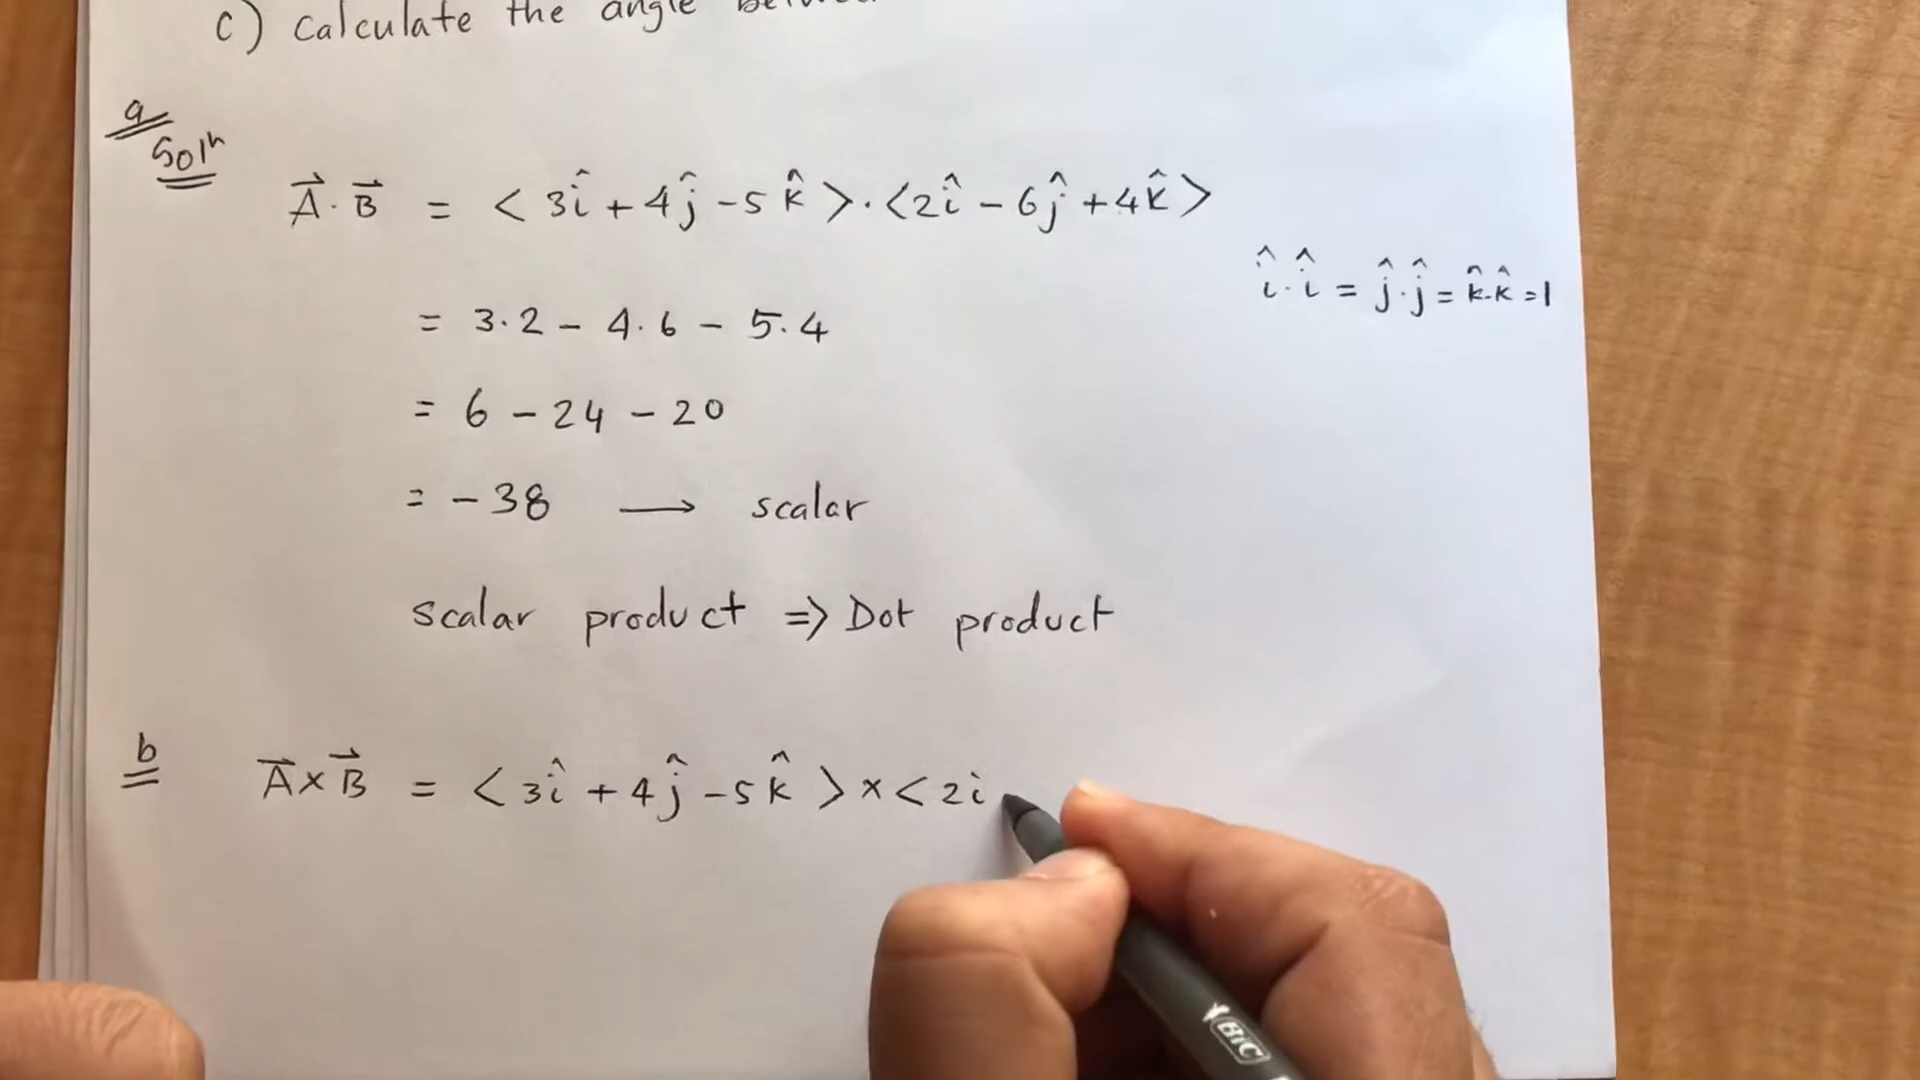 c) Calculate the angle
a
Solⁿ
A⃗ · B⃗ = < 3î + 4ĵ - 5k̂ > · < 2î - 6ĵ + 4k̂ >
î · î = ĵ · ĵ = k̂ · k̂ = 1
= 3·2 - 4·6 - 5·4
= 6 - 24 - 20
= -38 → scalar
scalar product => Dot product
b
A⃗ × B⃗ = < 3î + 4ĵ - 5k̂ > × < 2i
BIC